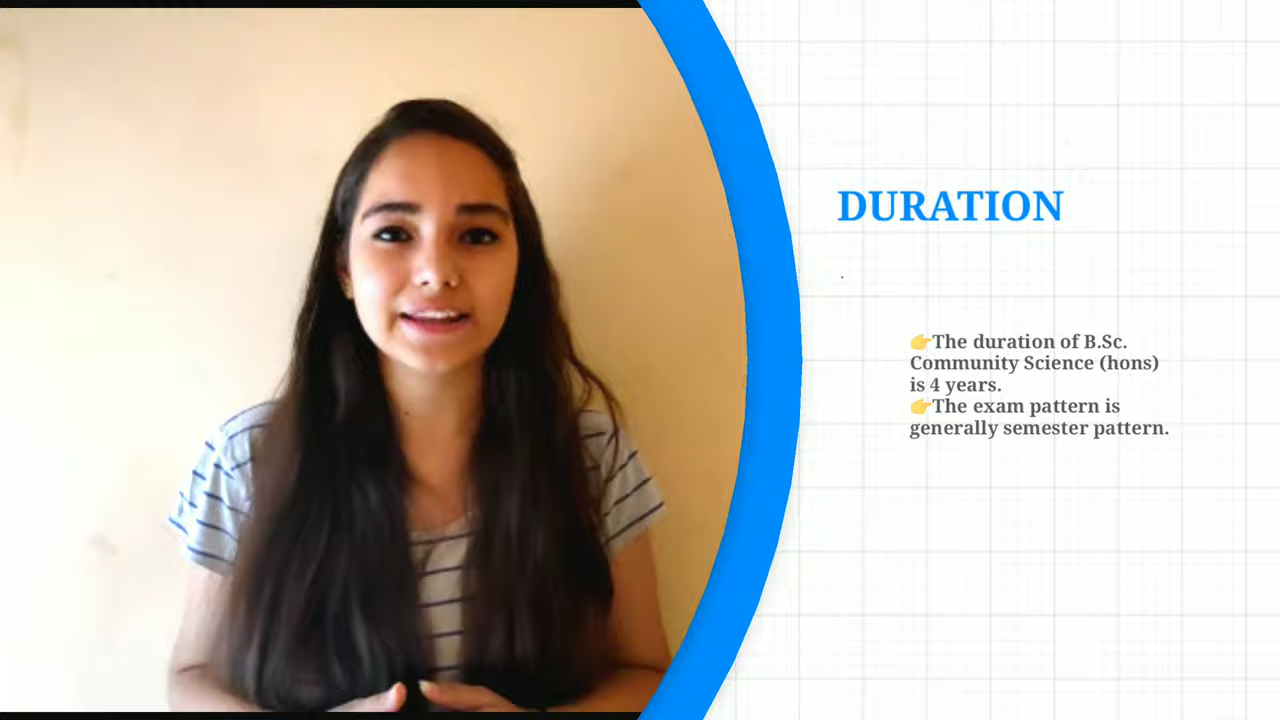 DURATION
.
👉The duration of B.Sc.
Community Science (hons)
is 4 years.
👉The exam pattern is
generally semester pattern.